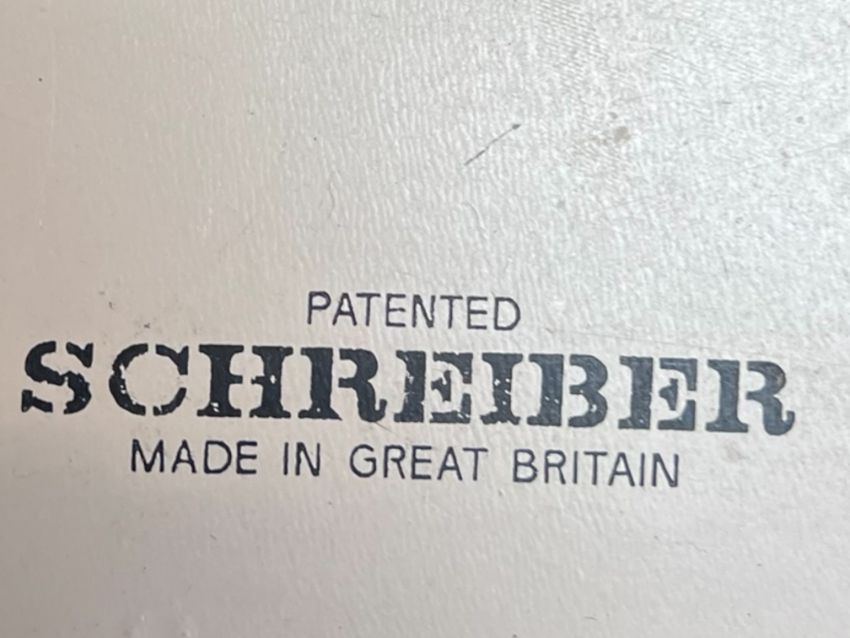 PATENTED
SCHREIBER
MADE IN GREAT BRITAIN